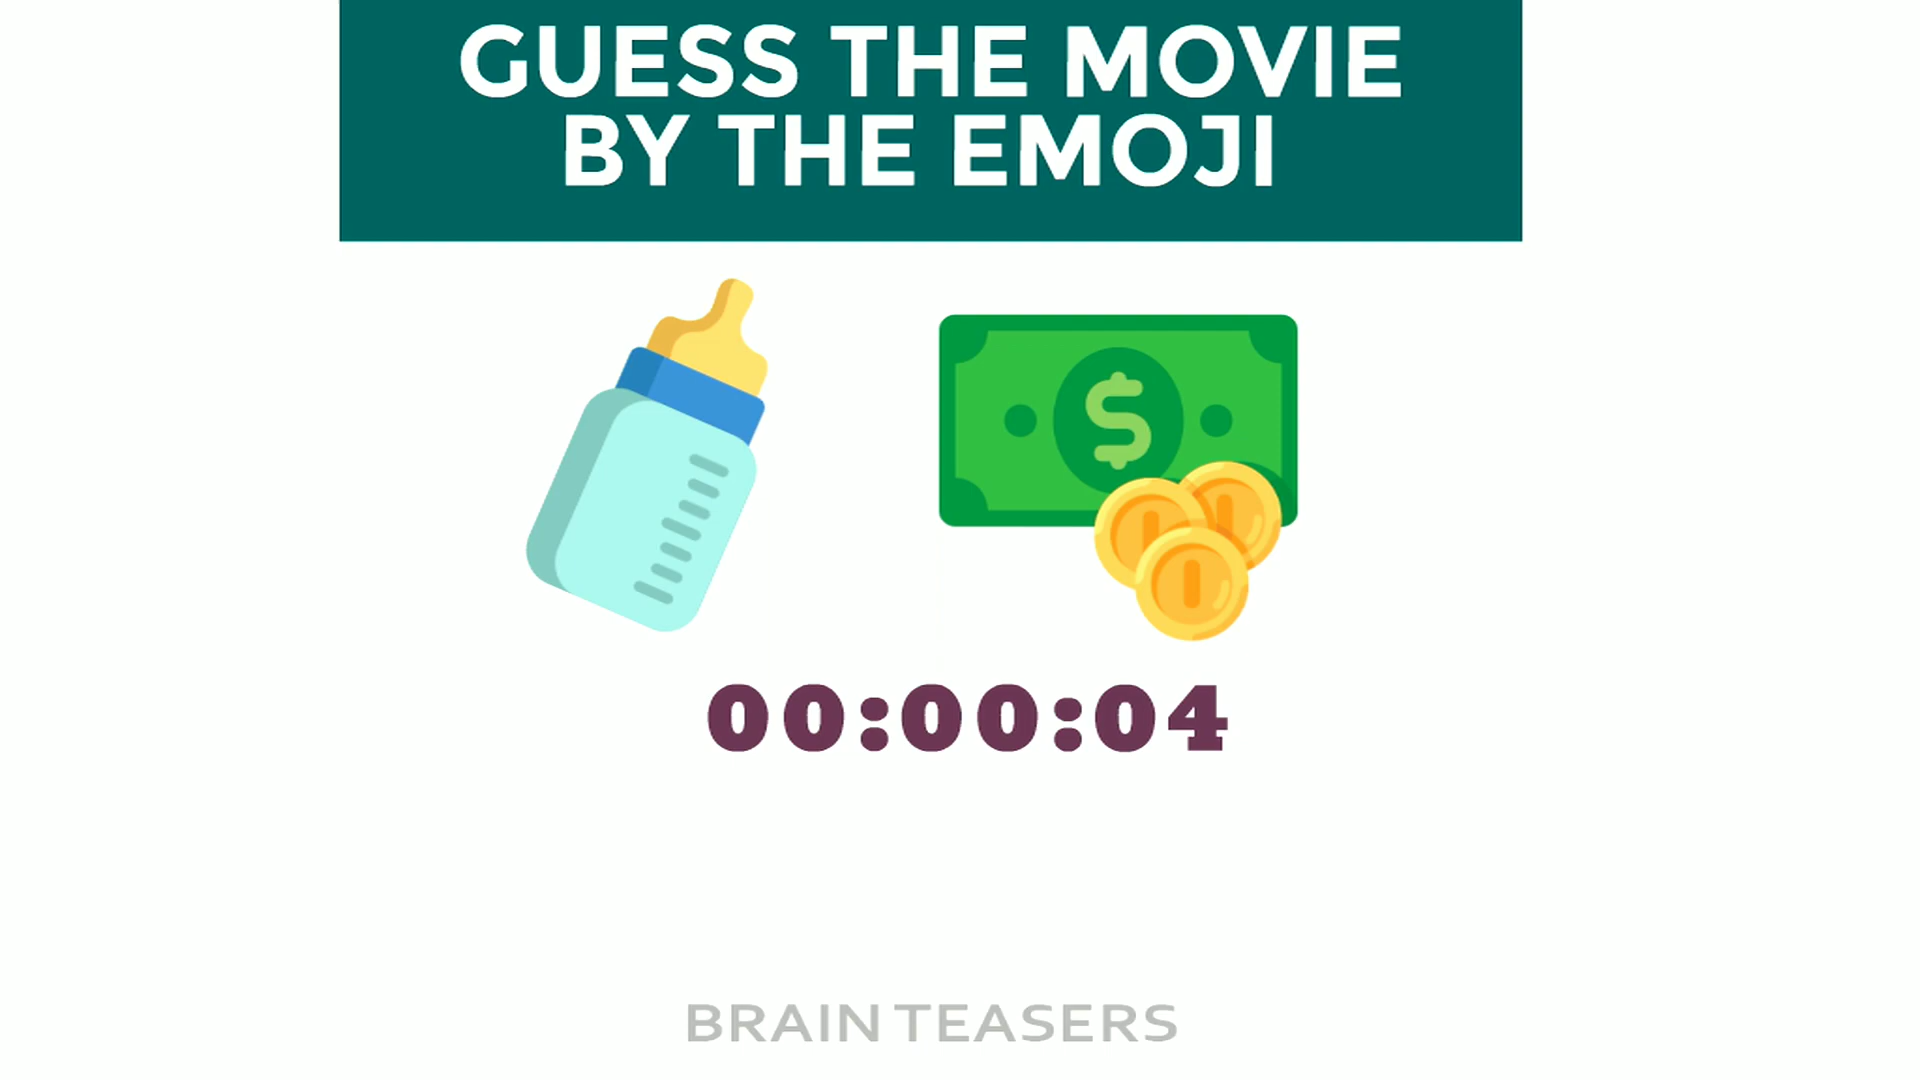 GUESS THE MOVIE
BY THE EMOJI
$
00:00:04
BRAIN TEASERS